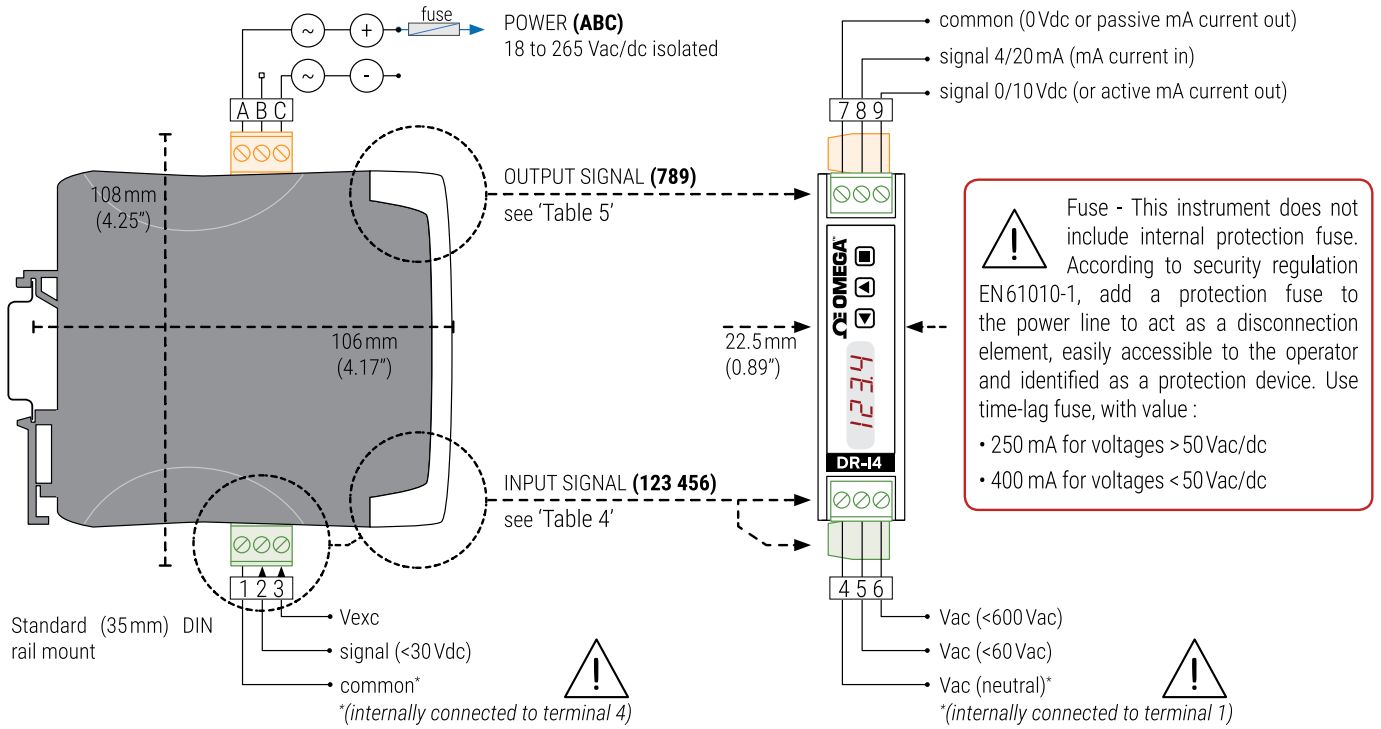 fuse
POWER (ABC)
18 to 265 Vac/dc isolated
~
+
~
-
A B C
common (0 Vdc or passive mA current out)
signal 4/20 mA (mA current in)
signal 0/10 Vdc (or active mA current out)
7 8 9
108 mm
(4.25”)
OUTPUT SIGNAL (789)
see ‘Table 5’
106 mm
(4.17”)
22.5 mm
(0.89”)
OMEGA™
1234.21
DR-I4
Fuse - This instrument does not
include internal protection fuse.
According to security regulation
EN 61010-1, add a protection fuse to
the power line to act as a disconnection
element, easily accessible to the operator
and identified as a protection device. Use
time-lag fuse, with value :
• 250 mA for voltages > 50 Vac/dc
• 400 mA for voltages < 50 Vac/dc
INPUT SIGNAL (123 456)
see ‘Table 4’
1 2 3
Vexc
signal (<30 Vdc)
common*
*(internally connected to terminal 4)
Standard (35 mm) DIN
rail mount
4 5 6
Vac (<600 Vac)
Vac (<60 Vac)
Vac (neutral)*
*(internally connected to terminal 1)